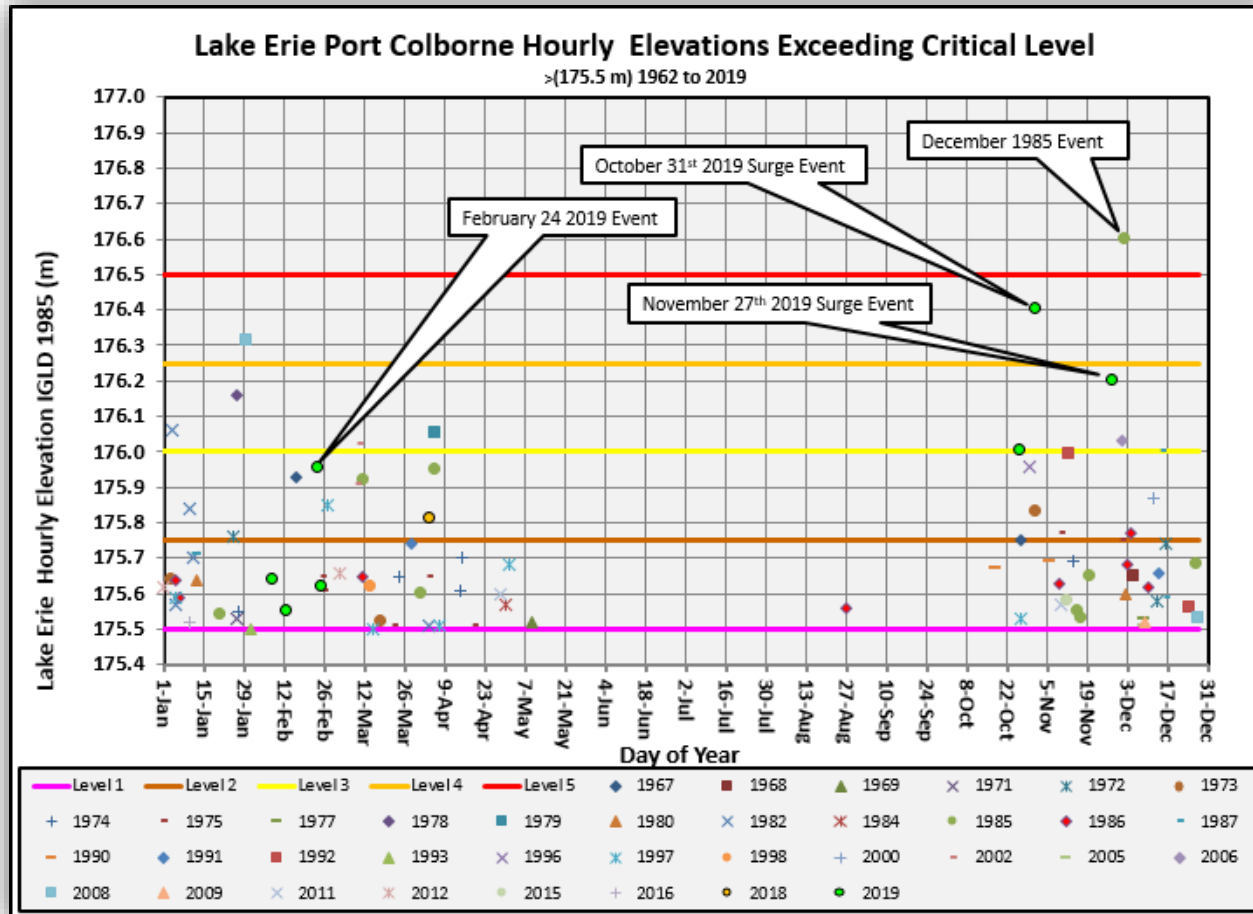 Lake Erie Port Colborne Hourly Elevations Exceeding Critical Level
>(175.5 m) 1962 to 2019
Lake Erie Hourly Elevation IGLD 1985 (m)
177.0
176.9
176.8
176.7
176.6
176.5
176.4
176.3
176.2
176.1
176.0
175.9
175.8
175.7
175.6
175.5
175.4
December 1985 Event
October 31st 2019 Surge Event
February 24 2019 Event
November 27th 2019 Surge Event
1-Jan 15-Jan 29-Jan 12-Feb 26-Feb 12-Mar 26-Mar 9-Apr 23-Apr 7-May 21-May 4-Jun 18-Jun 2-Jul 16-Jul 30-Jul 13-Aug 27-Aug 10-Sep 24-Sep 8-Oct 22-Oct 5-Nov 19-Nov 3-Dec 17-Dec 31-Dec
Day of Year
Level 1 Level 2 Level 3 Level 4 Level 5 1967 1968 1969 1971 1972 1973
1974 1975 1977 1978 1979 1980 1982 1984 1985 1986 1987
1990 1991 1992 1993 1996 1997 1998 2000 2002 2005 2006
2008 2009 2011 2012 2015 2016 2018 2019